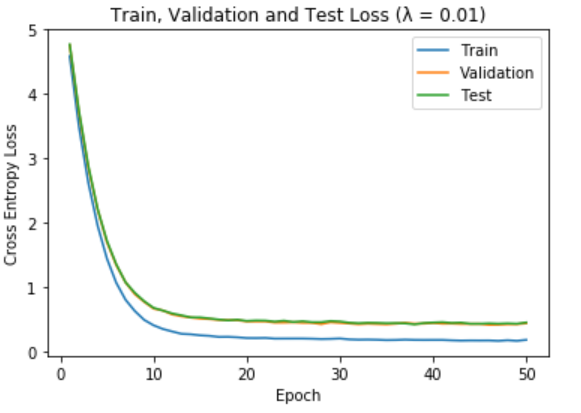 Train, Validation and Test Loss (λ = 0.01)
Train
Validation
Test
Cross Entropy Loss
5
4
3
2
1
0
0 10 20 30 40 50
Epoch